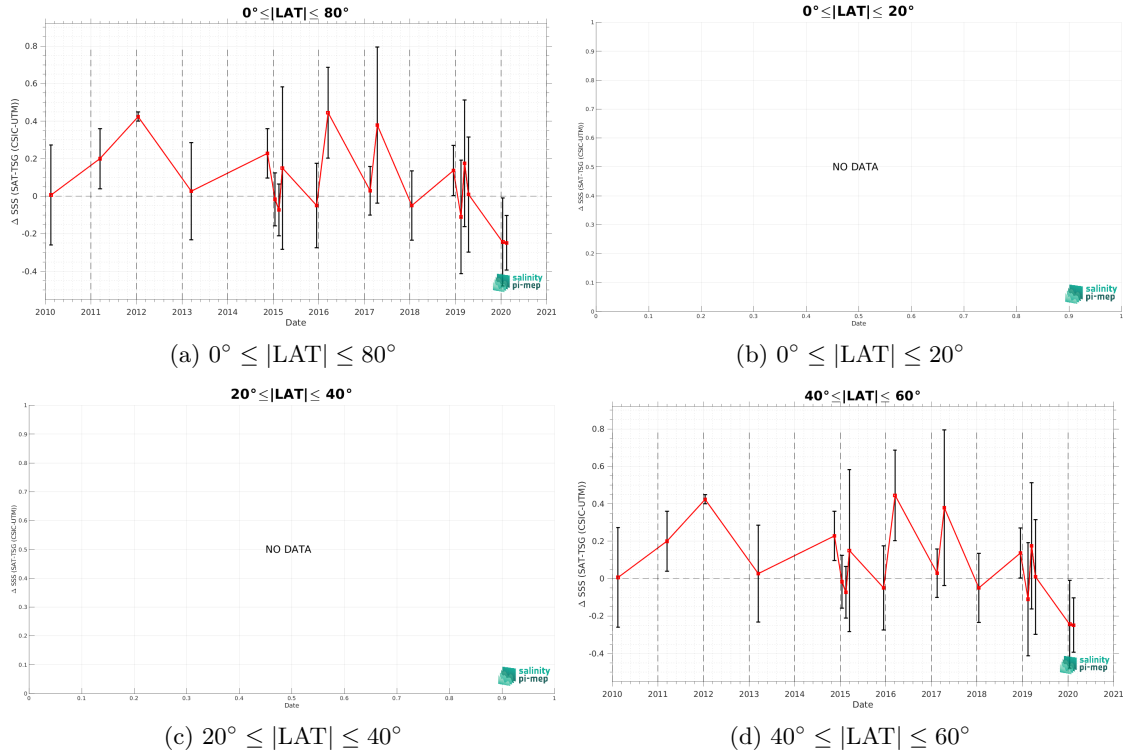 0°≤|LAT|≤ 80°
Δ SSS (SAT-TSG (CSIC-UTM))
0.8
0.6
0.4
0.2
0
-0.2
-0.4
2010 2011 2012 2013 2014 2015 2016 2017 2018 2019 2020 2021
Date
salinity
pi-mep
(a) 0° ≤ |LAT| ≤ 80°
0°≤|LAT|≤ 20°
Δ SSS (SAT-TSG (CSIC-UTM))
1
0.9
0.8
0.7
0.6
0.5
0.4
0.3
0.2
0.1
0
NO DATA
0 0.1 0.2 0.3 0.4 0.5 0.6 0.7 0.8 0.9 1
Date
salinity
pi-mep
(b) 0° ≤ |LAT| ≤ 20°
20°≤|LAT|≤ 40°
Δ SSS (SAT-TSG (CSIC-UTM))
1
0.9
0.8
0.7
0.6
0.5
0.4
0.3
0.2
0.1
0
NO DATA
0 0.1 0.2 0.3 0.4 0.5 0.6 0.7 0.8 0.9 1
Date
salinity
pi-mep
(c) 20° ≤ |LAT| ≤ 40°
40°≤|LAT|≤ 60°
Δ SSS (SAT-TSG (CSIC-UTM))
0.8
0.6
0.4
0.2
0
-0.2
-0.4
2010 2011 2012 2013 2014 2015 2016 2017 2018 2019 2020 2021
Date
salinity
pi-mep
(d) 40° ≤ |LAT| ≤ 60°